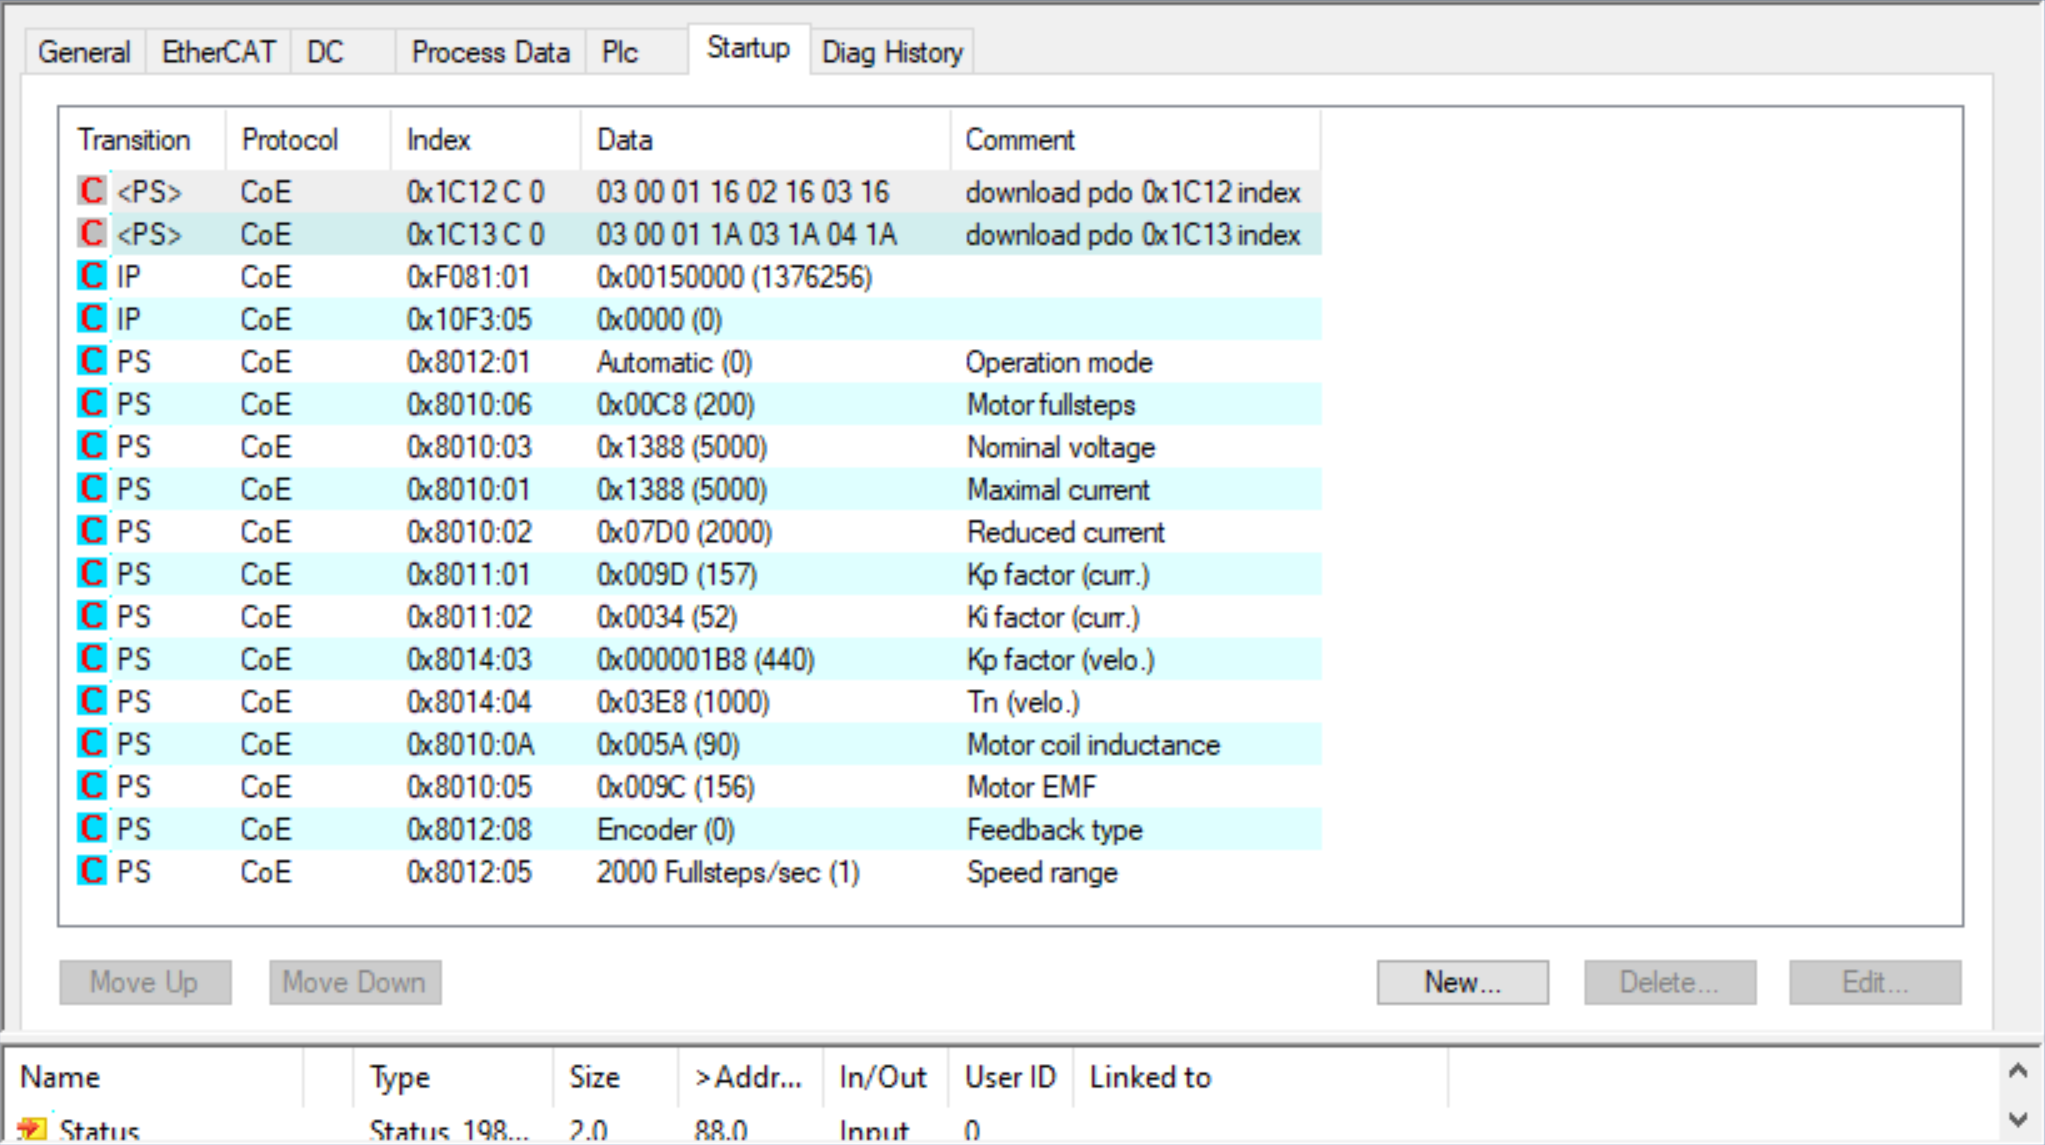 General EtherCAT DC Process Data Plc Startup Diag History
Transition Protocol Index Data Comment
C <PS> CoE 0x1C12 C 0 03 00 01 16 02 16 03 16 download pdo 0x1C12 index
C <PS> CoE 0x1C13 C 0 03 00 01 1A 03 1A 04 1A download pdo 0x1C13 index
C IP CoE 0xF081:01 0x00150000 (1376256)
C IP CoE 0x10F3:05 0x0000 (0)
C PS CoE 0x8012:01 Automatic (0) Operation mode
C PS CoE 0x8010:06 0x00C8 (200) Motor fullsteps
C PS CoE 0x8010:03 0x1388 (5000) Nominal voltage
C PS CoE 0x8010:01 0x1388 (5000) Maximal current
C PS CoE 0x8010:02 0x07D0 (2000) Reduced current
C PS CoE 0x8011:01 0x009D (157) Kp factor (curr.)
C PS CoE 0x8011:02 0x0034 (52) Ki factor (curr.)
C PS CoE 0x8014:03 0x000001B8 (440) Kp factor (velo.)
C PS CoE 0x8014:04 0x03E8 (1000) Tn (velo.)
C PS CoE 0x8010:0A 0x005A (90) Motor coil inductance
C PS CoE 0x8010:05 0x009C (156) Motor EMF
C PS CoE 0x8012:08 Encoder (0) Feedback type
C PS CoE 0x8012:05 2000 Fullsteps/sec (1) Speed range
Move Up Move Down New... Delete... Edit...
Name Type Size >Addr... In/Out User ID Linked to
Status Status_198... 2.0 88.0 Input 0